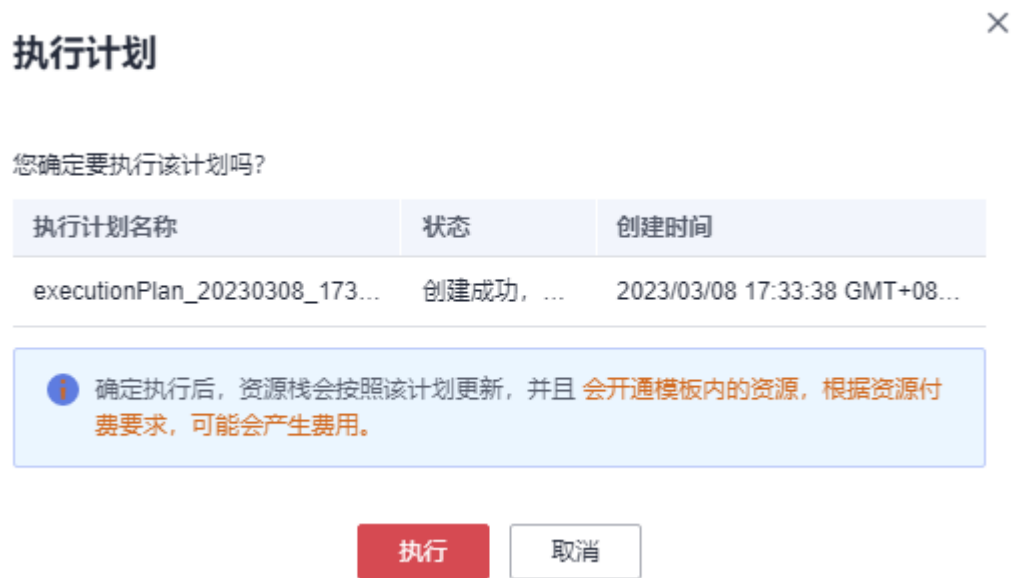 执行计划
您确定要执行该计划吗?
执行计划名称 状态 创建时间
executionPlan_20230308_173... 创建成功，... 2023/03/08 17:33:38 GMT+08...
确定执行后，资源栈会按照该计划更新，并且 会开通模板内的资源，根据资源付
费要求，可能会产生费用。
执行 取消